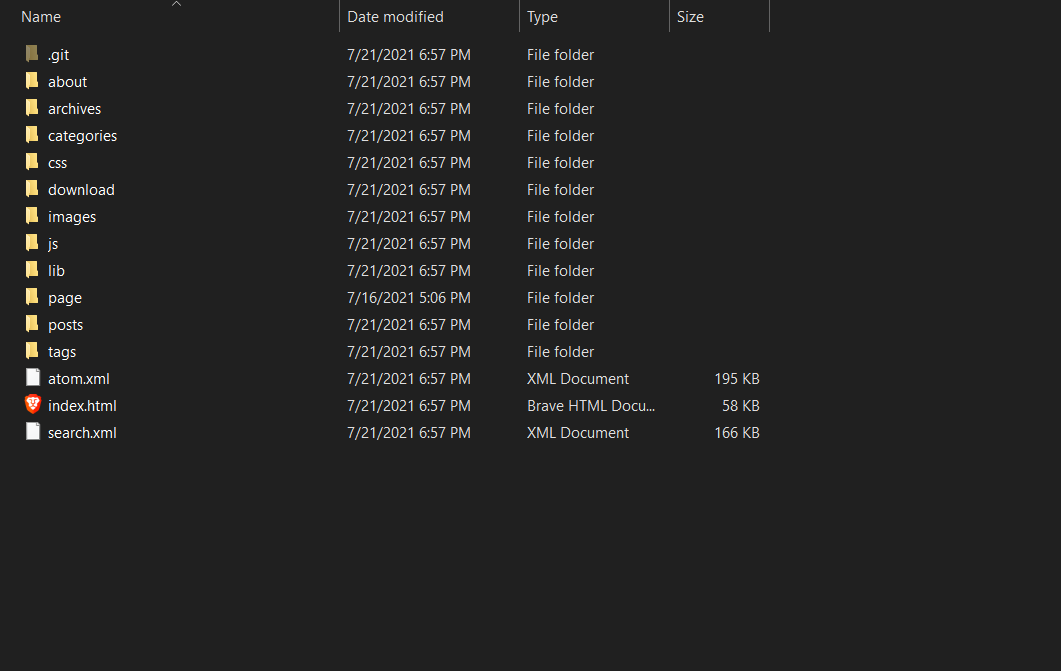 Name Date modified Type Size
.git 7/21/2021 6:57 PM File folder
about 7/21/2021 6:57 PM File folder
archives 7/21/2021 6:57 PM File folder
categories 7/21/2021 6:57 PM File folder
css 7/21/2021 6:57 PM File folder
download 7/21/2021 6:57 PM File folder
images 7/21/2021 6:57 PM File folder
js 7/21/2021 6:57 PM File folder
lib 7/21/2021 6:57 PM File folder
page 7/16/2021 5:06 PM File folder
posts 7/21/2021 6:57 PM File folder
tags 7/21/2021 6:57 PM File folder
atom.xml 7/21/2021 6:57 PM XML Document 195 KB
index.html 7/21/2021 6:57 PM Brave HTML Docu... 58 KB
search.xml 7/21/2021 6:57 PM XML Document 166 KB